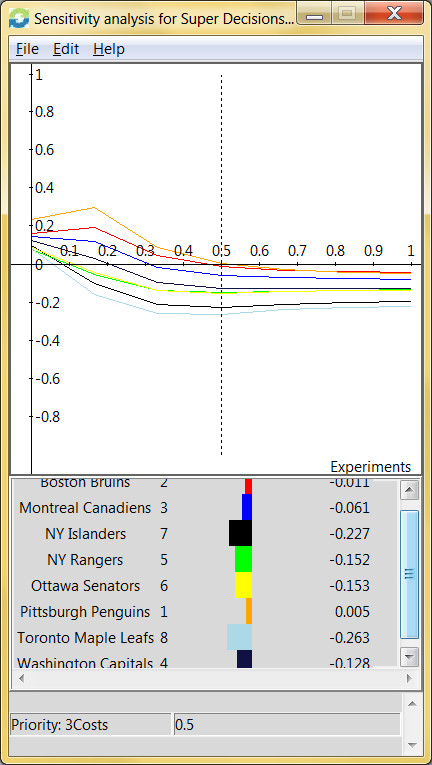 Sensitivity analysis for Super Decisions...
File Edit Help
1
0.8
0.6
0.4
0.2
0.1 0.2 0.3 0.4 0.5 0.6 0.7 0.8 0.9 1
0
-0.2
-0.4
-0.6
-0.8
Experiments
Boston Bruins 2 -0.011
Montreal Canadiens 3 -0.061
NY Islanders 7 -0.227
NY Rangers 5 -0.152
Ottawa Senators 6 -0.153
Pittsburgh Penguins 1 0.005
Toronto Maple Leafs 8 -0.263
Washington Capitals 4 -0.128
Priority: 3Costs 0.5